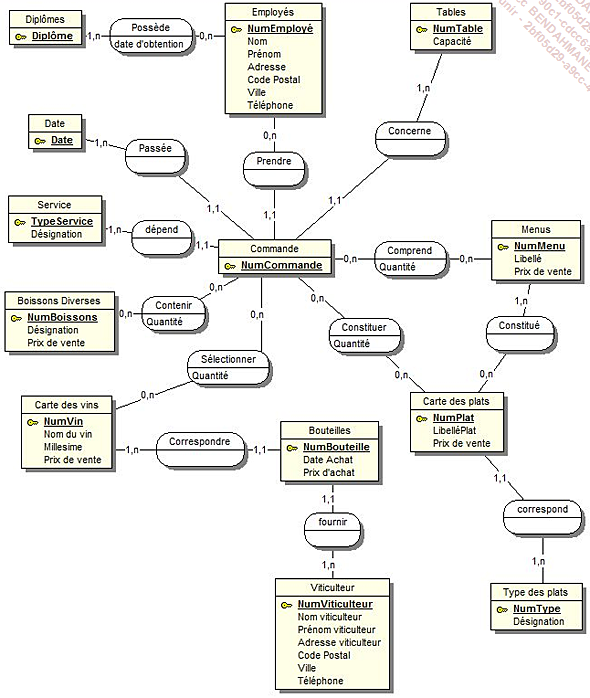 Diplômes
Diplôme
1,n
Possède
date d'obtention
0,n
Employés
NumEmployé
Nom
Prénom
Adresse
Code Postal
Ville
Téléphone
Tables
NumTable
Capacité
1,n
Concerne
1,1
0,n
Prendre
1,1
Date
Date
1,n
Passée
1,1
Service
TypeService
Désignation
1,n
dépend
1,1
Commande
NumCommande
0,n
Comprend
Quantité
0,n
Menus
NumMenu
Libellé
Prix de vente
1,n
Constitué
0,n
Boissons Diverses
NumBoissons
Désignation
Prix de vente
0,n
Contenir
Quantité
0,n
0,n
Sélectionner
Quantité
0,n
0,n
Constituer
Quantité
0,n
Carte des vins
NumVin
Nom du vin
Millesime
Prix de vente
1,n
Correspondre
1,1
Bouteilles
NumBouteille
Date Achat
Prix d'achat
1,1
fournir
1,n
Viticulteur
NumViticulteur
Nom viticulteur
Prénom viticulteur
Adresse viticulteur
Code Postal
Ville
Téléphone
Carte des plats
NumPlat
LibelléPlat
Prix de vente
1,1
correspond
1,n
Type des plats
NumType
Désignation